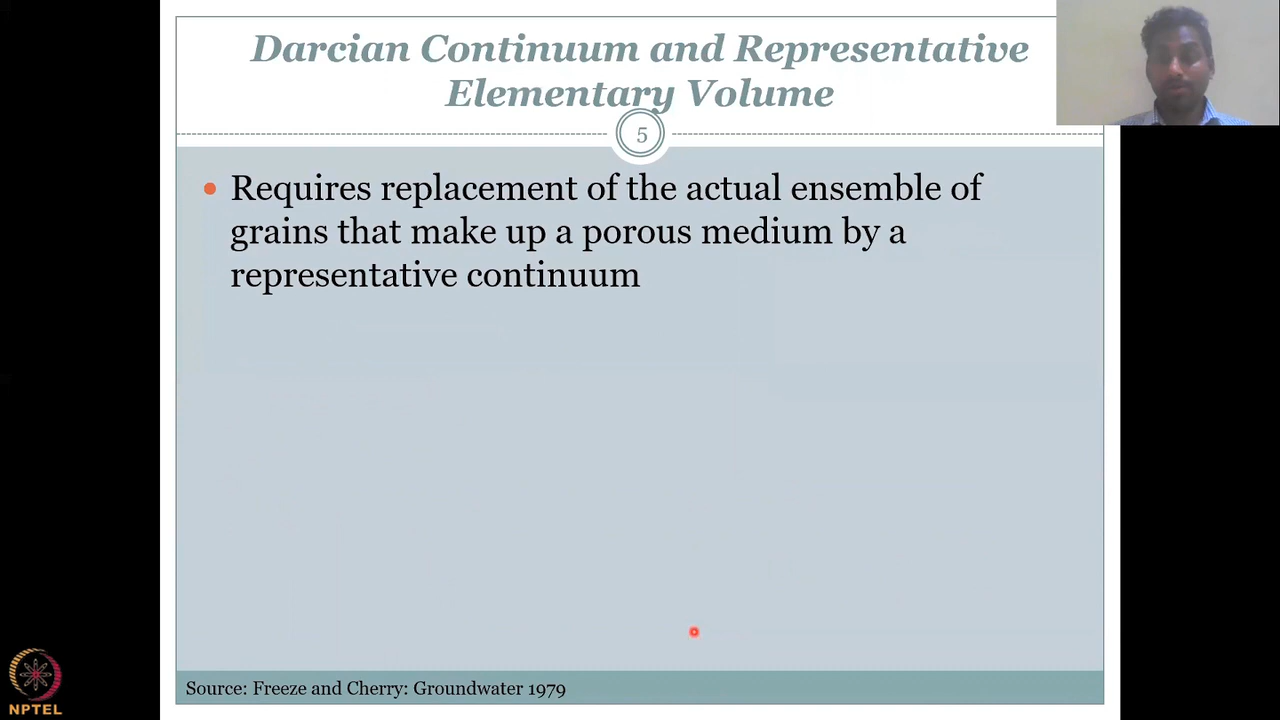 Darcian Continuum and Representative
Elementary Volume
5
• Requires replacement of the actual ensemble of
grains that make up a porous medium by a
representative continuum
Source: Freeze and Cherry: Groundwater 1979
NPTEL